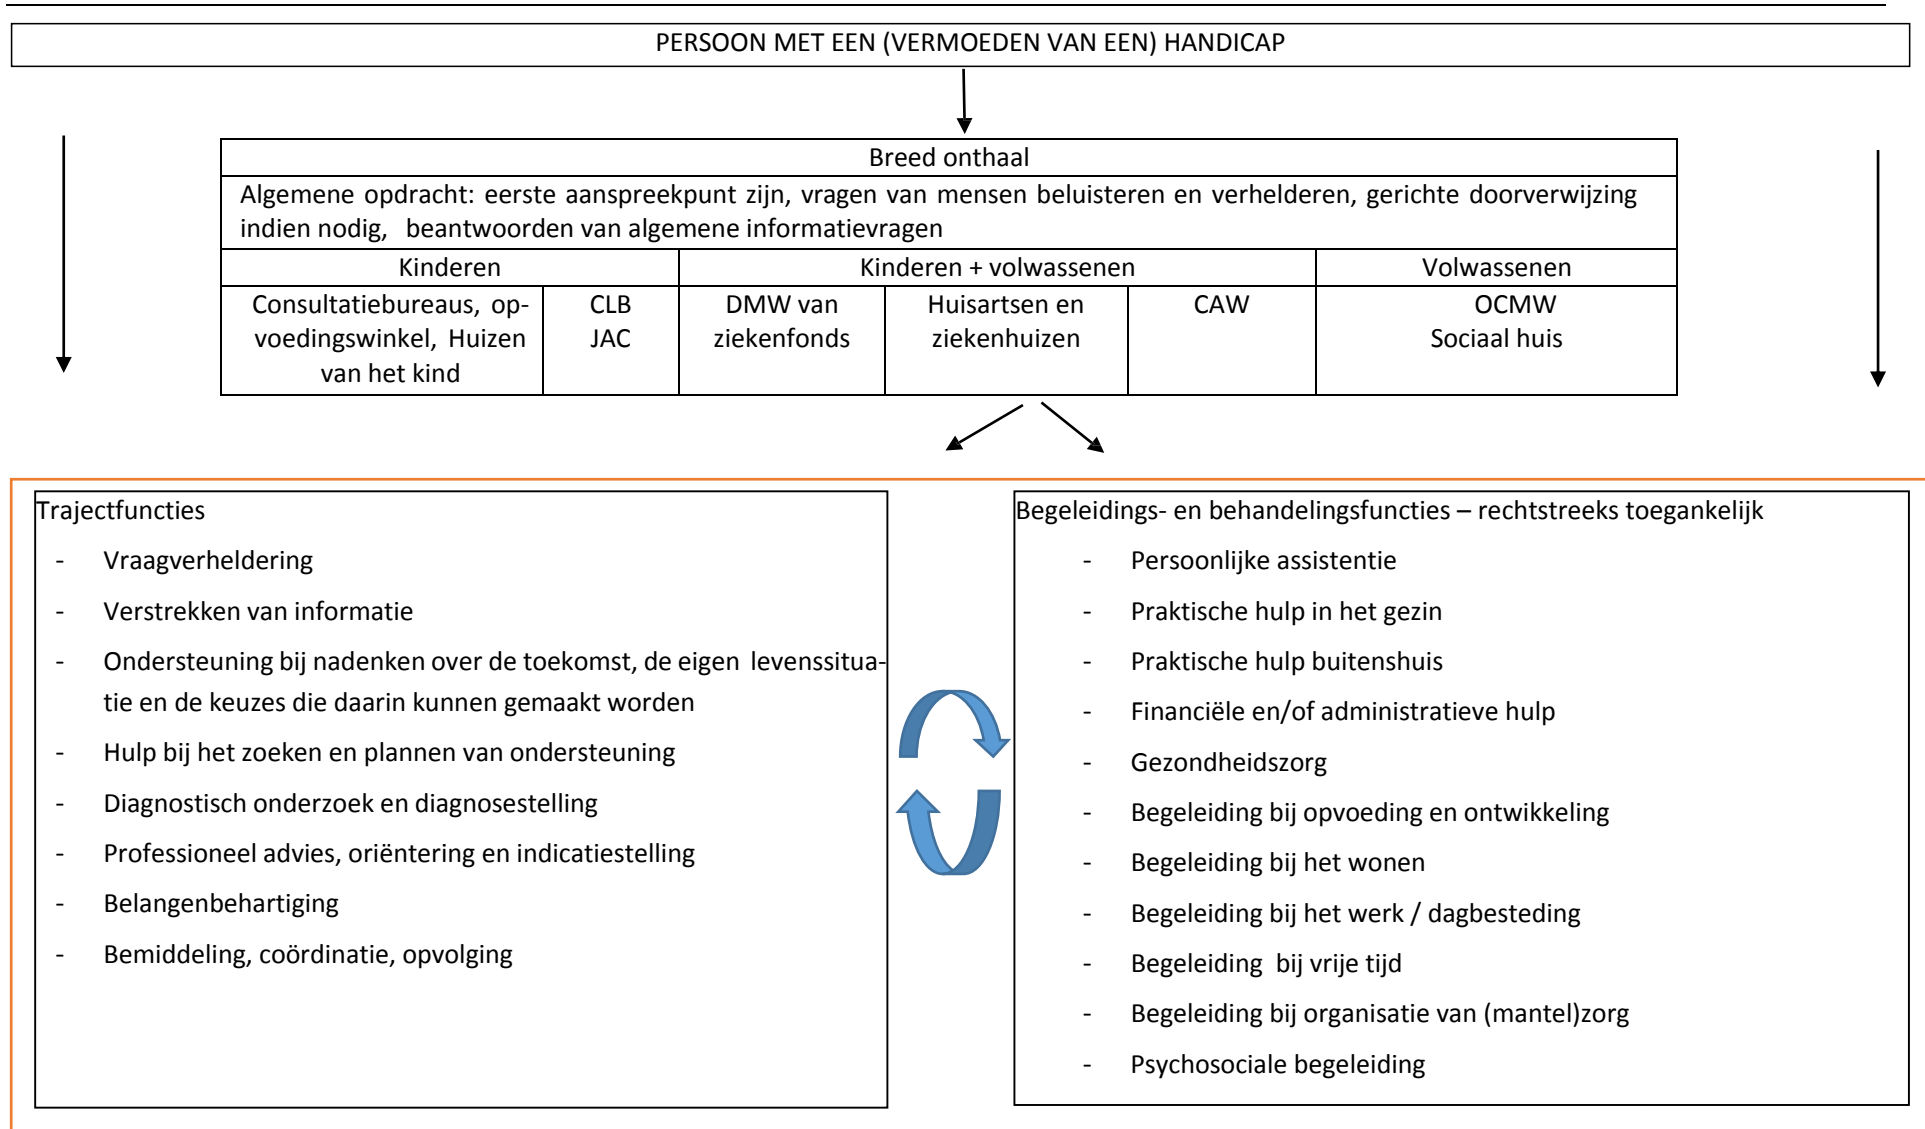 PERSOON MET EEN (VERMOEDEN VAN EEN) HANDICAP
Breed onthaal
Algemene opdracht: eerste aanspreekpunt zijn, vragen van mensen beluisteren en verhelderen, gerichte doorverwijzing
indien nodig, beantwoorden van algemene informatievragen
Kinderen
Kinderen + volwassenen
Volwassenen
Consultatiebureaus, op-
voedingswinkel, Huizen
van het kind
CLB
JAC
DMW van
ziekenfonds
Huisartsen en
ziekenhuizen
CAW
OCMW
Sociaal huis
Trajectfuncties
- Vraagverheldering
- Verstrekken van informatie
- Ondersteuning bij nadenken over de toekomst, de eigen levenssitua-
tie en de keuzes die daarin kunnen gemaakt worden
- Hulp bij het zoeken en plannen van ondersteuning
- Diagnostisch onderzoek en diagnosestelling
- Professioneel advies, oriëntering en indicatiestelling
- Belangenbehartiging
- Bemiddeling, coördinatie, opvolging
Begeleidings- en behandelingsfuncties – rechtstreeks toegankelijk
- Persoonlijke assistentie
- Praktische hulp in het gezin
- Praktische hulp buitenshuis
- Financiële en/of administratieve hulp
- Gezondheidszorg
- Begeleiding bij opvoeding en ontwikkeling
- Begeleiding bij het wonen
- Begeleiding bij het werk / dagbesteding
- Begeleiding bij vrije tijd
- Begeleiding bij organisatie van (mantel)zorg
- Psychosociale begeleiding